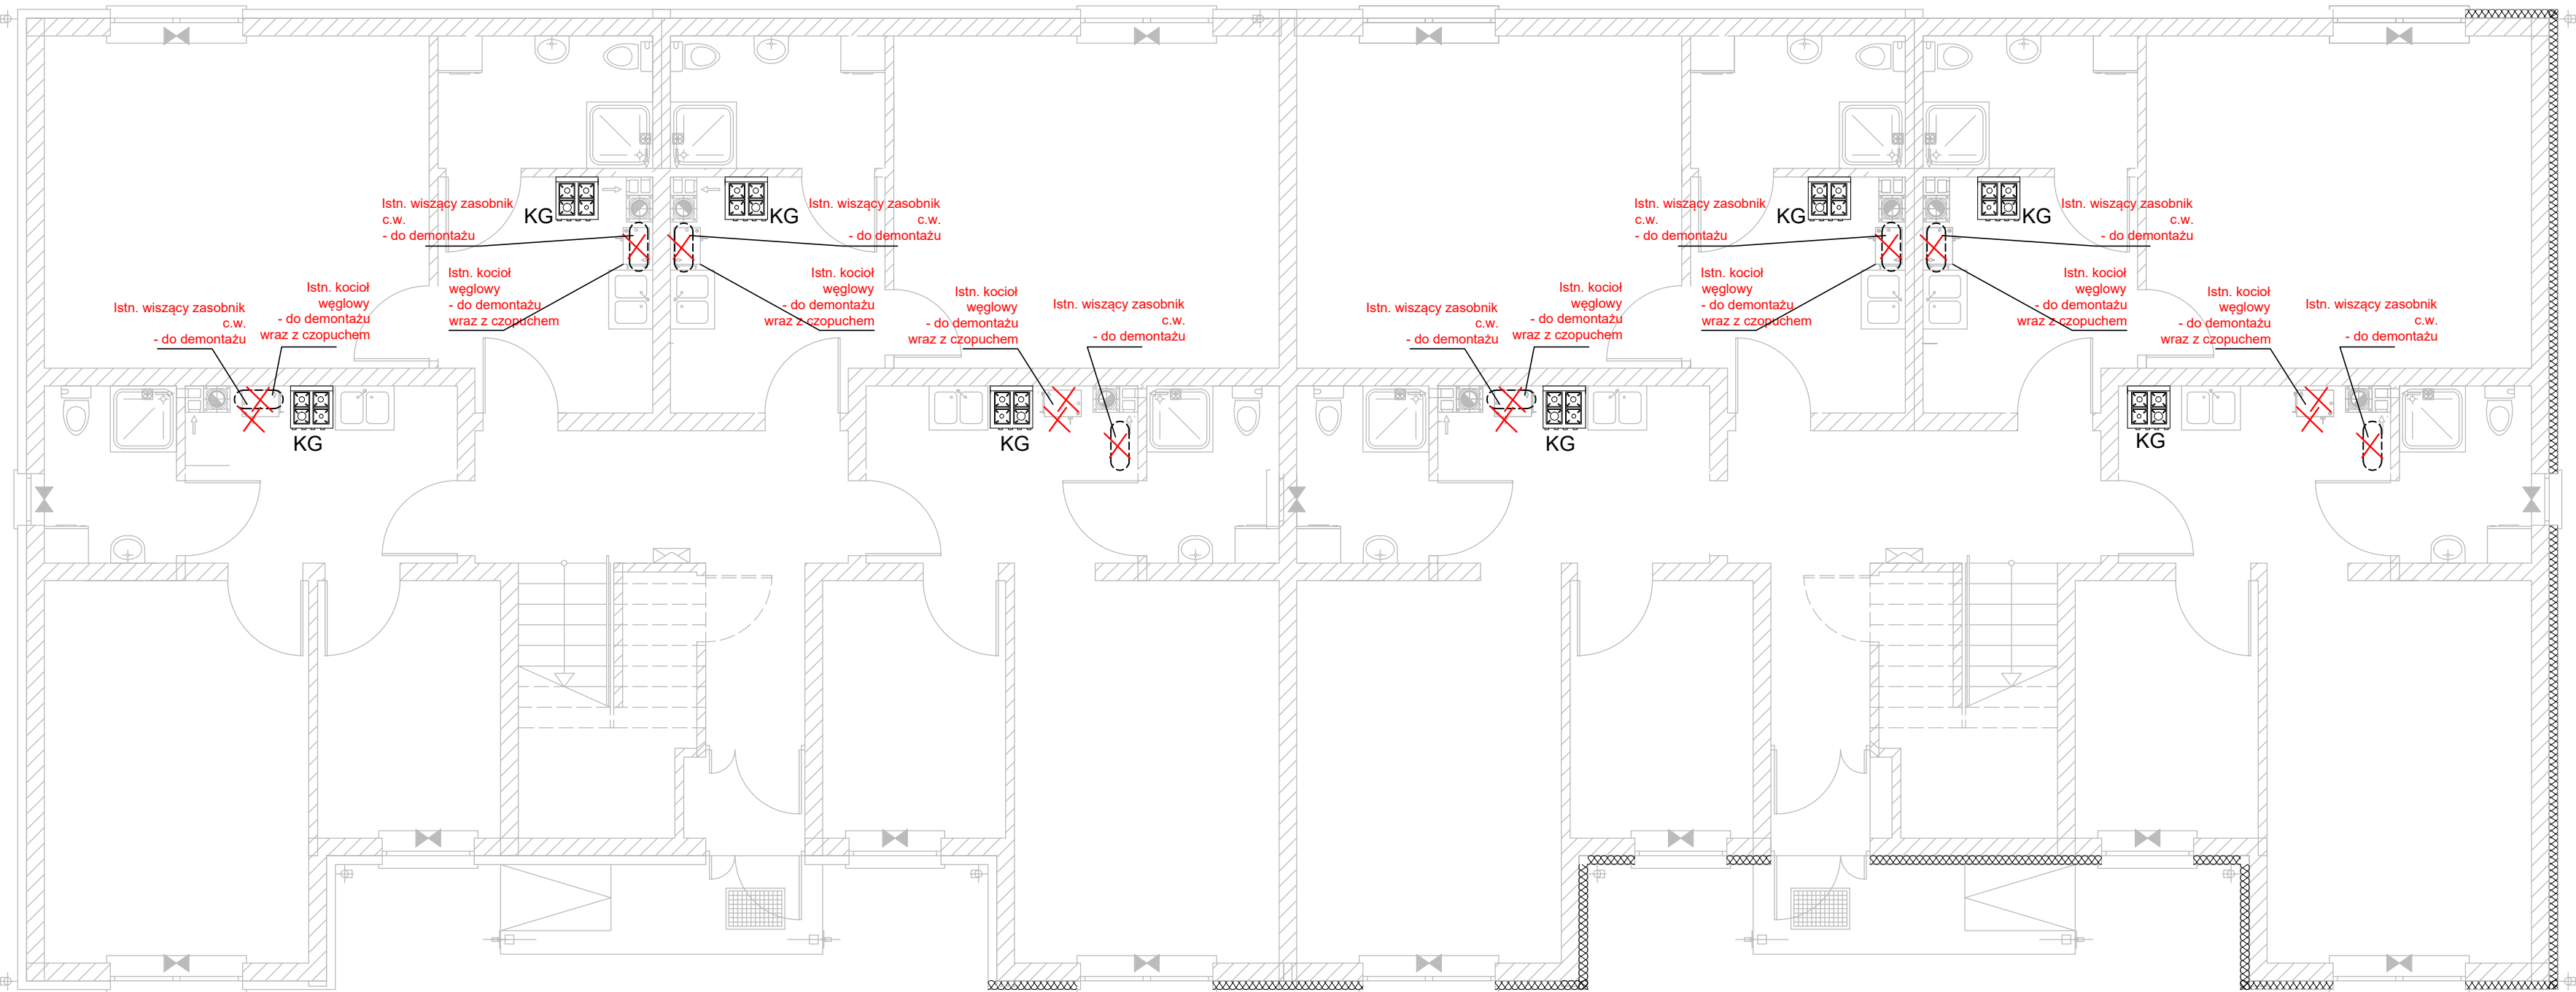 Istn. wiszący zasobnik
c.w.
- do demontażu
KG
KG
Istn. wiszący zasobnik
c.w.
- do demontażu
Istn. wiszący zasobnik
c.w.
- do demontażu
KG
KG
Istn. wiszący zasobnik
c.w.
- do demontażu
Istn. wiszący zasobnik
c.w.
- do demontażu
Istn. kocioł
węglowy
- do demontażu
wraz z czopuchem
Istn. kocioł
węglowy
- do demontażu
wraz z czopuchem
Istn. kocioł
węglowy
- do demontażu
wraz z czopuchem
Istn. kocioł
węglowy
- do demontażu
wraz z czopuchem
Istn. wiszący zasobnik
c.w.
- do demontażu
Istn. wiszący zasobnik
c.w.
- do demontażu
Istn. kocioł
węglowy
- do demontażu
wraz z czopuchem
Istn. kocioł
węglowy
- do demontażu
wraz z czopuchem
Istn. kocioł
węglowy
- do demontażu
wraz z czopuchem
Istn. kocioł
węglowy
- do demontażu
wraz z czopuchem
Istn. wiszący zasobnik
c.w.
- do demontażu
KG
KG
KG
KG